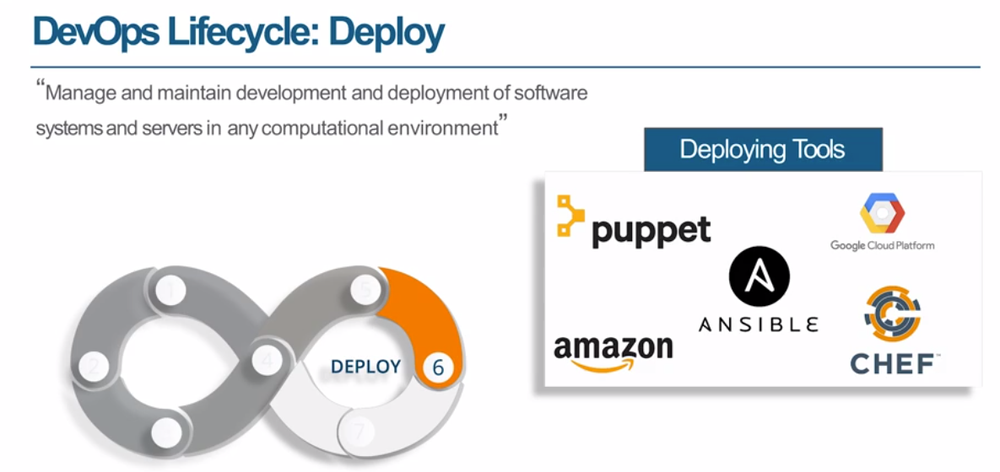 DevOps Lifecycle: Deploy
“Manage and maintain development and deployment of software
systems and servers in any computational environment”
Deploying Tools
puppet
Google Cloud Platform
ANSIBLE
amazon
CHEF™
1
2
4
5
DEPLOY
6
7